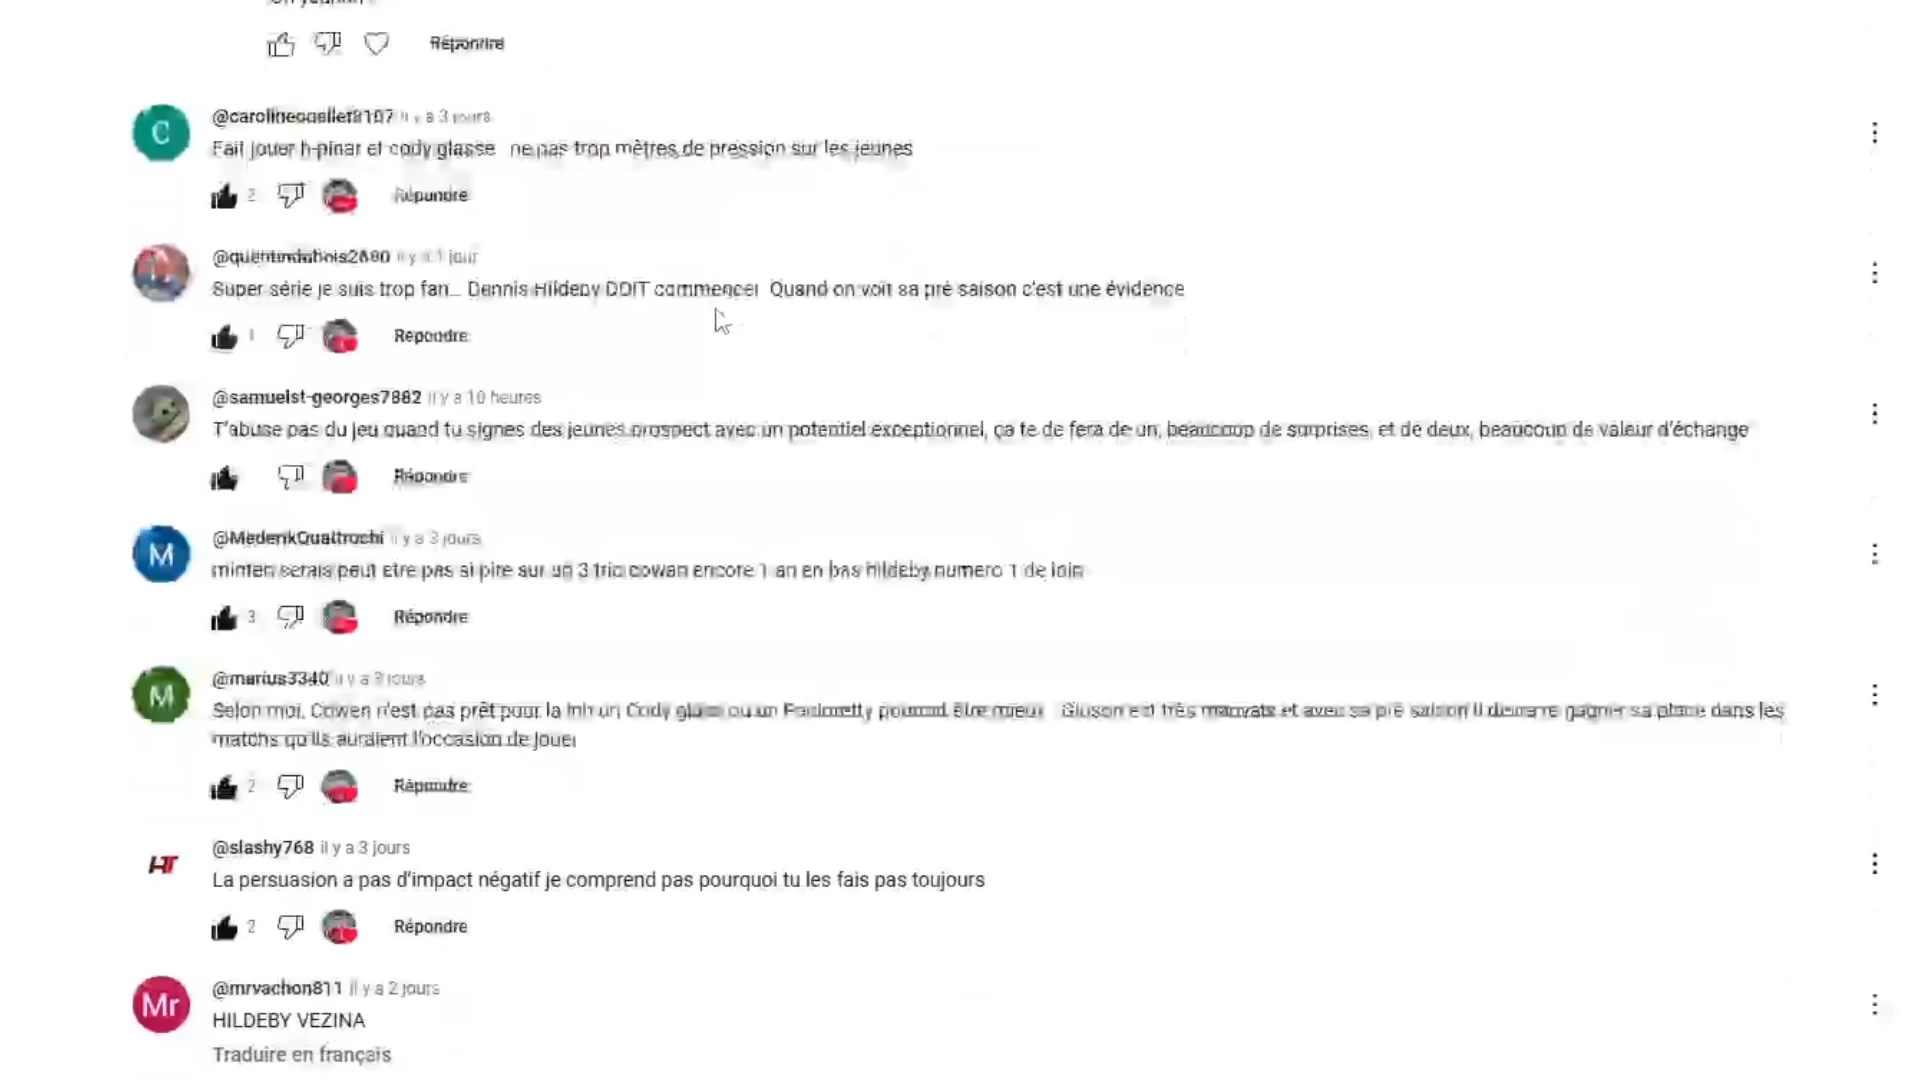 Répondre
@carolineouellet8107 il y a 3 jours
Fait jouer h-pinar et cody glasse ne pas trop mètres de pression sur les jeunes
2 Répondre
@quentindubois2680 il y a 1 jour
Super série je suis trop fan... Dennis Hildeby DOIT commencer Quand on voit sa pré saison c'est une évidence
1 Répondre
@samuelst-georges7882 il y a 10 heures
T'abuse pas du jeu quand tu signes des jeunes prospect avec un potentiel exceptionnel, ça te de fera de un, beaucoup de surprises, et de deux, beaucoup de valeur d'échange
Répondre
@MederikQuattrochi il y a 3 jours
minten serais peut etre pas si pire sur un 3 trio cowan encore 1 an en bas hildeby numero 1 de loin
3 Répondre
@marius3340 il y a 3 jours
Selon moi, Cowen n'est pas prêt pour la lnh un Cody glass ou un pourrait être mieux est très mauvais et avec sa pré saison il devrare gagner sa place dans les
matchs qu'ils auraient l'occasion de jouer
2 Répondre
@slashy768 il y a 3 jours
La persuasion a pas d'impact négatif je comprend pas pourquoi tu les fais pas toujours
2 Répondre
@mrvachon811 il y a 2 jours
HILDEBY VEZINA
Traduire en français